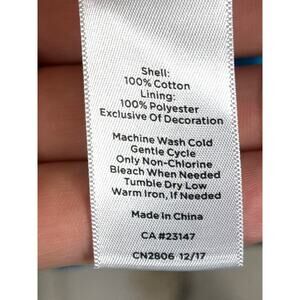 Shell:
100% Cotton
Lining:
100% Polyester
Exclusive Of Decoration
Machine Wash Cold
Gentle Cycle
Only Non-Chlorine
Bleach When Needed
Tumble Dry Low
Warm Iron, If Needed
Made in China
CA #23147
CN2806 12/17